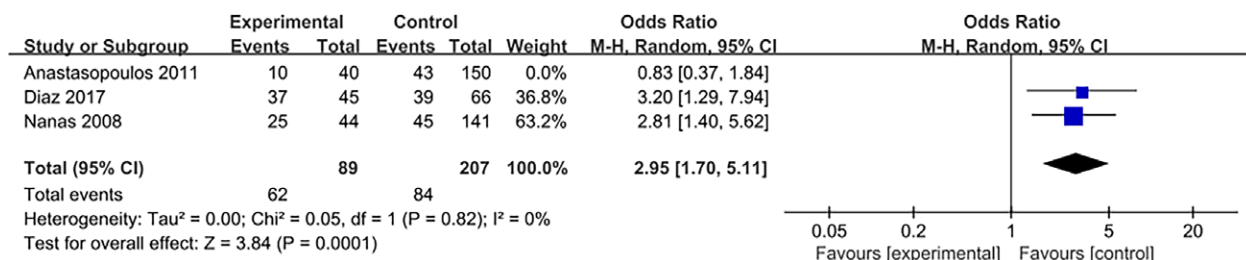 Experimental Control Odds Ratio Odds Ratio
Study or Subgroup Events Total Events Total Weight M-H, Random, 95% CI M-H, Random, 95% CI
Anastasopoulos 2011 10 40 43 150 0.0% 0.83 [0.37, 1.84]
Diaz 2017 37 45 39 66 36.8% 3.20 [1.29, 7.94]
Nanas 2008 25 44 45 141 63.2% 2.81 [1.40, 5.62]
Total (95% CI) 89 207 100.0% 2.95 [1.70, 5.11]
Total events 62 84
Heterogeneity: Tau² = 0.00; Chi² = 0.05, df = 1 (P = 0.82); I² = 0%
Test for overall effect: Z = 3.84 (P = 0.0001)
0.05 0.2 1 5 20
Favours [experimental] Favours [control]